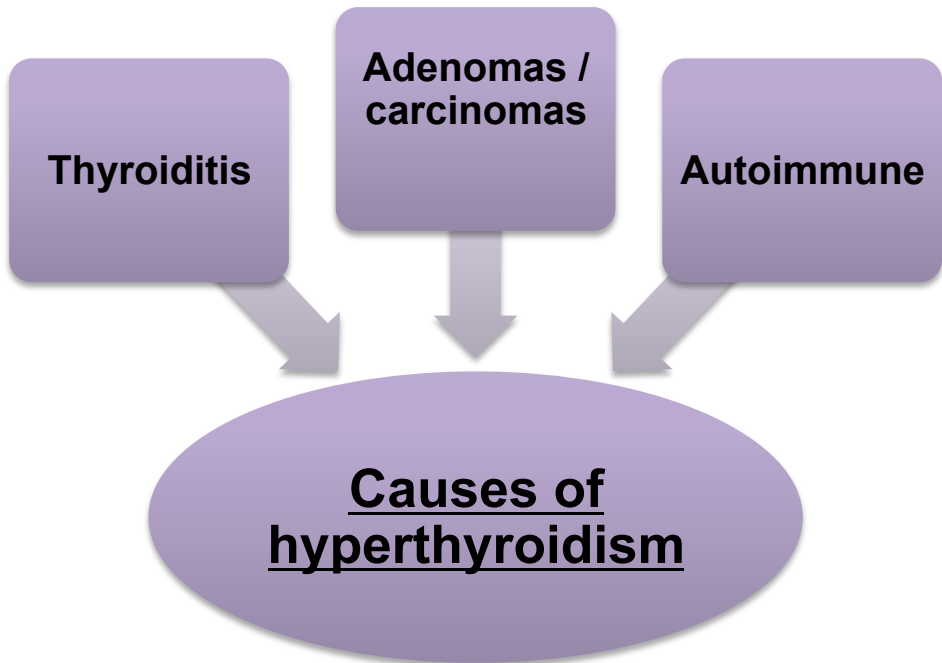 Thyroiditis
Adenomas /
carcinomas
Autoimmune
Causes of
hyperthyroidism